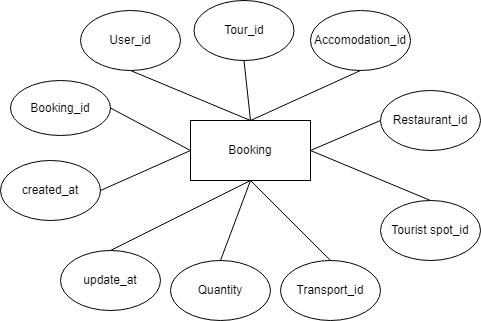 Tour_id
User_id
Accomodation_id
Booking_id
Restaurant_id
Booking
created_at
Tourist spot_id
update_at
Quantity
Transport_id